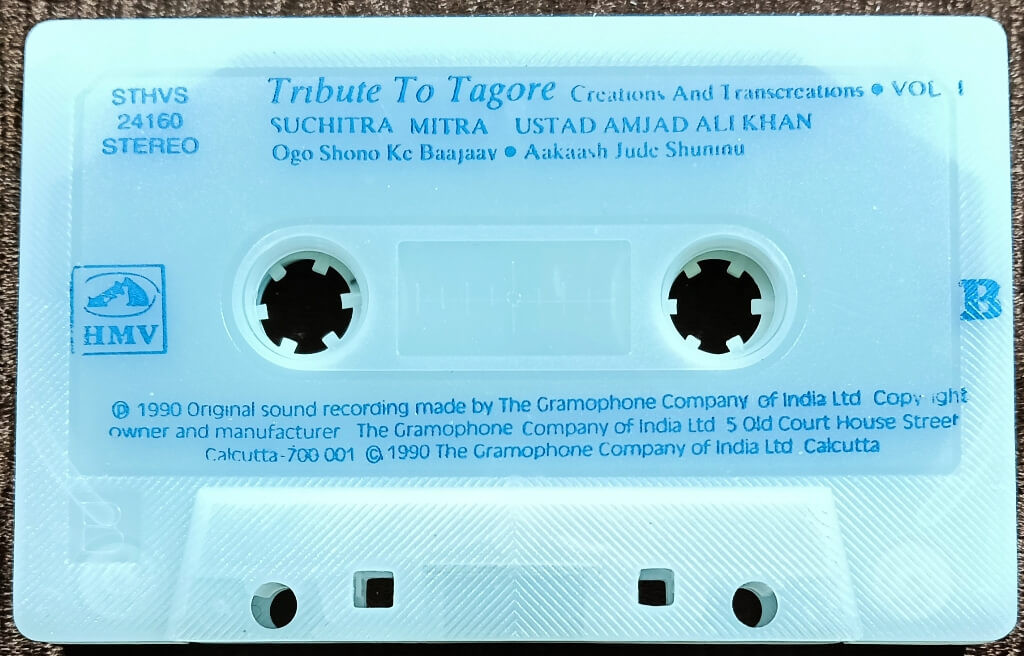 STHVS
24160
STEREO
Tribute To Tagore Creations And Transcreations • VOL 1
SUCHITRA MITRA USTAD AMJAD ALI KHAN
Ogo Shono Ke Baajaay • Aakaash Jude Shuninu
HMV
B
℗ 1990 Original sound recording made by The Gramophone Company of India Ltd Copyright
owner and manufacturer The Gramophone Company of India Ltd 5 Old Court House Street
Calcutta-700 001 © 1990 The Gramophone Company of India Ltd Calcutta
B